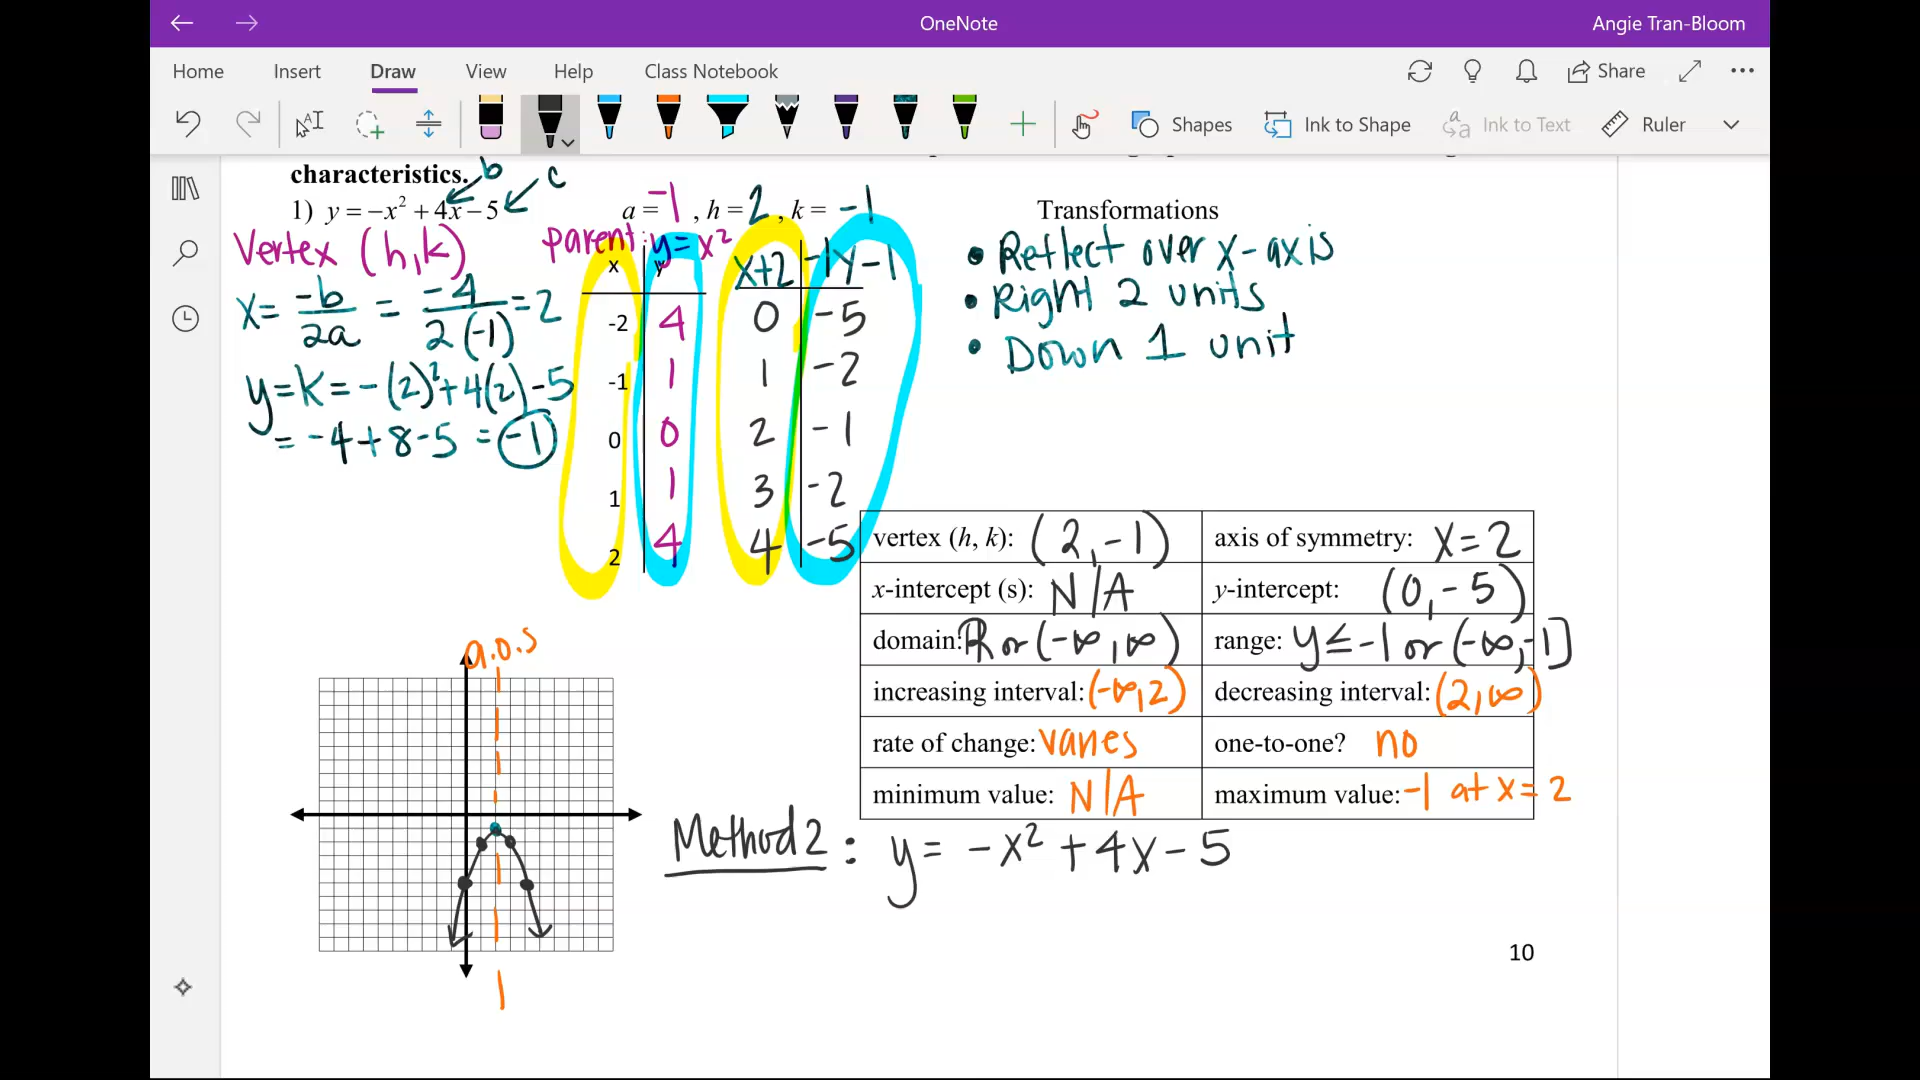 OneNote
Angie Tran-Bloom
Home Insert Draw View Help Class Notebook Share
Shapes Ink to Shape Ink to Text Ruler
characteristics. b c
1) y = −x² + 4x − 5 a = -1 , h = 2 , k = -1 Transformations
Vertex (h,k) parent: y = x²
x y x+2 -1y-1
• Reflect over x-axis
• Right 2 units
• Down 1 unit
x = -b/2a = -4/2(-1) = 2
y = k = -(2)² + 4(2) - 5
= -4 + 8 - 5 = -1
-2 4 0 -5
-1 1 1 -2
0 0 2 -1
1 1 3 -2
2 4 4 -5
vertex (h, k): (2,-1) axis of symmetry: x = 2
x-intercept (s): N/A y-intercept: (0,-5)
domain: ℝ or (-∞,∞) range: y ≤ -1 or (-∞,-1]
increasing interval: (-∞,2) decreasing interval: (2,∞)
rate of change: varies one-to-one? no
minimum value: N/A maximum value: -1 at x = 2
a.o.s
Method 2: y = -x² + 4x - 5
10